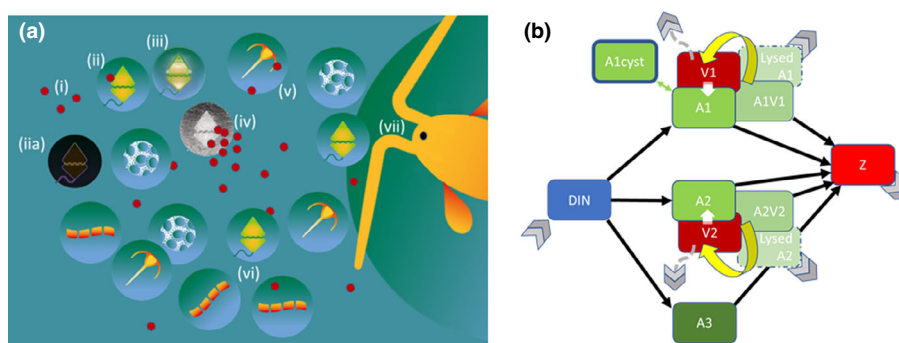 (a)
(i)
(ii)
(iii)
(v)
(iv)
(iia)
(vii)
(vi)
(b)
A1cyst
V1
Lysed
A1
A1
A1V1
DIN
Z
A2
A2V2
V2
Lysed
A2
A3